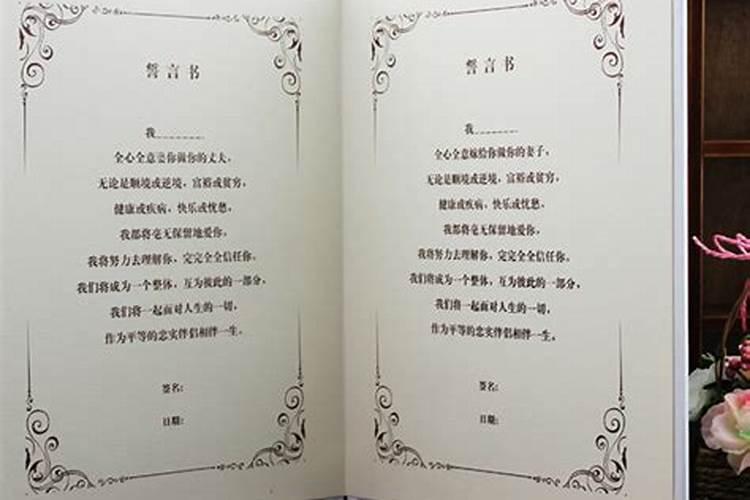 誓言书
我_______
全心全意娶你做你的丈夫。
无论是顺境或逆境，富裕或贫穷，
健康或疾病，快乐或忧愁，
我都将毫无保留地爱你。
我将努力去理解你，完完全全信任你。
我们将成为一个整体，互为彼此的一部分，
我们将一起面对人生的一切，
作为平等的忠实伴侣相伴一生。
签名：
日期：
誓言书
我_______
全心全意嫁给你做你的妻子，
无论是顺境或逆境，富裕或贫穷，
健康或疾病，快乐或忧愁，
我都将毫无保留地爱你，
我将努力去理解你，完完全全信任你。
我们将成为一个整体，互为彼此的一部分，
我们将一起面对人生的一切，
作为平等的忠实伴侣相伴一生。
签名：
日期：